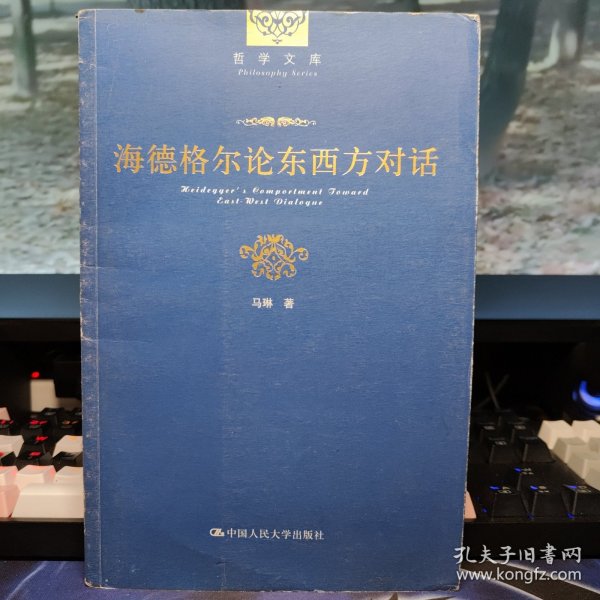 哲学文库
Philosophy Series
海德格尔论东西方对话
Heidegger's Comportment Toward
East-West Dialogue
马琳 著
中国人民大学出版社
孔夫子旧書网
www.kongfz.com